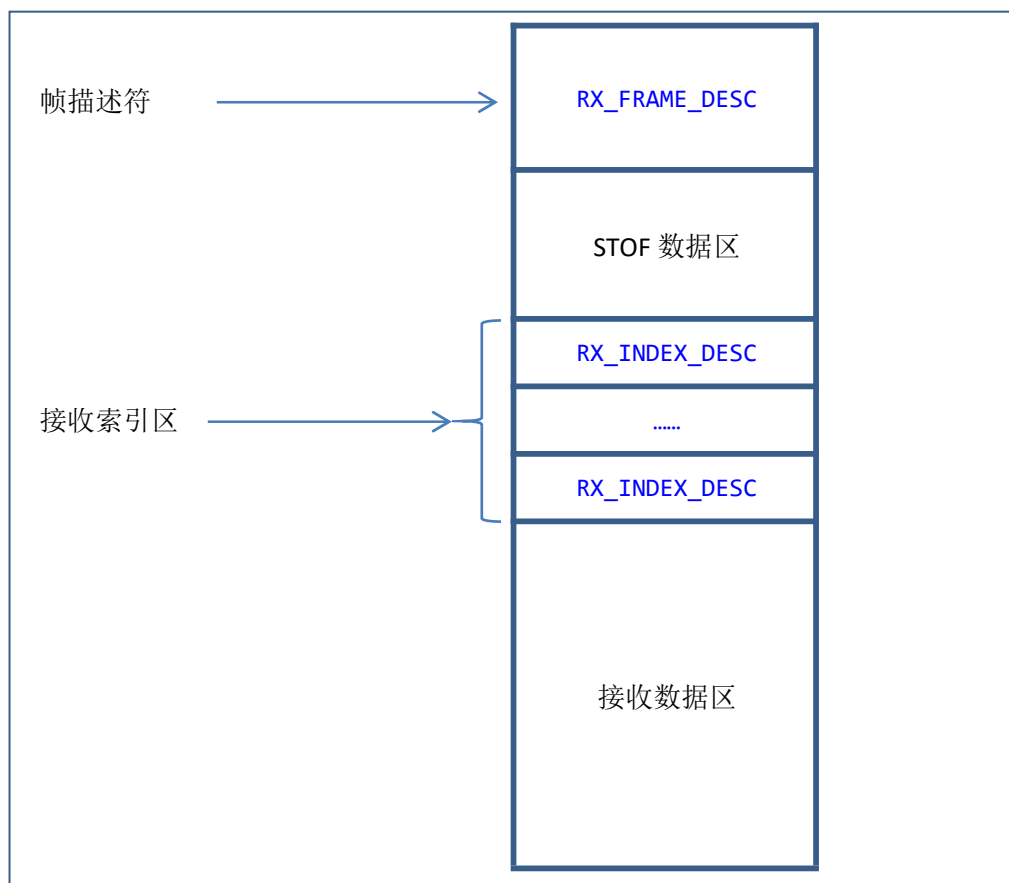 帧描述符
RX_FRAME_DESC
STOF 数据区
RX_INDEX_DESC
接收索引区
……
RX_INDEX_DESC
接收数据区